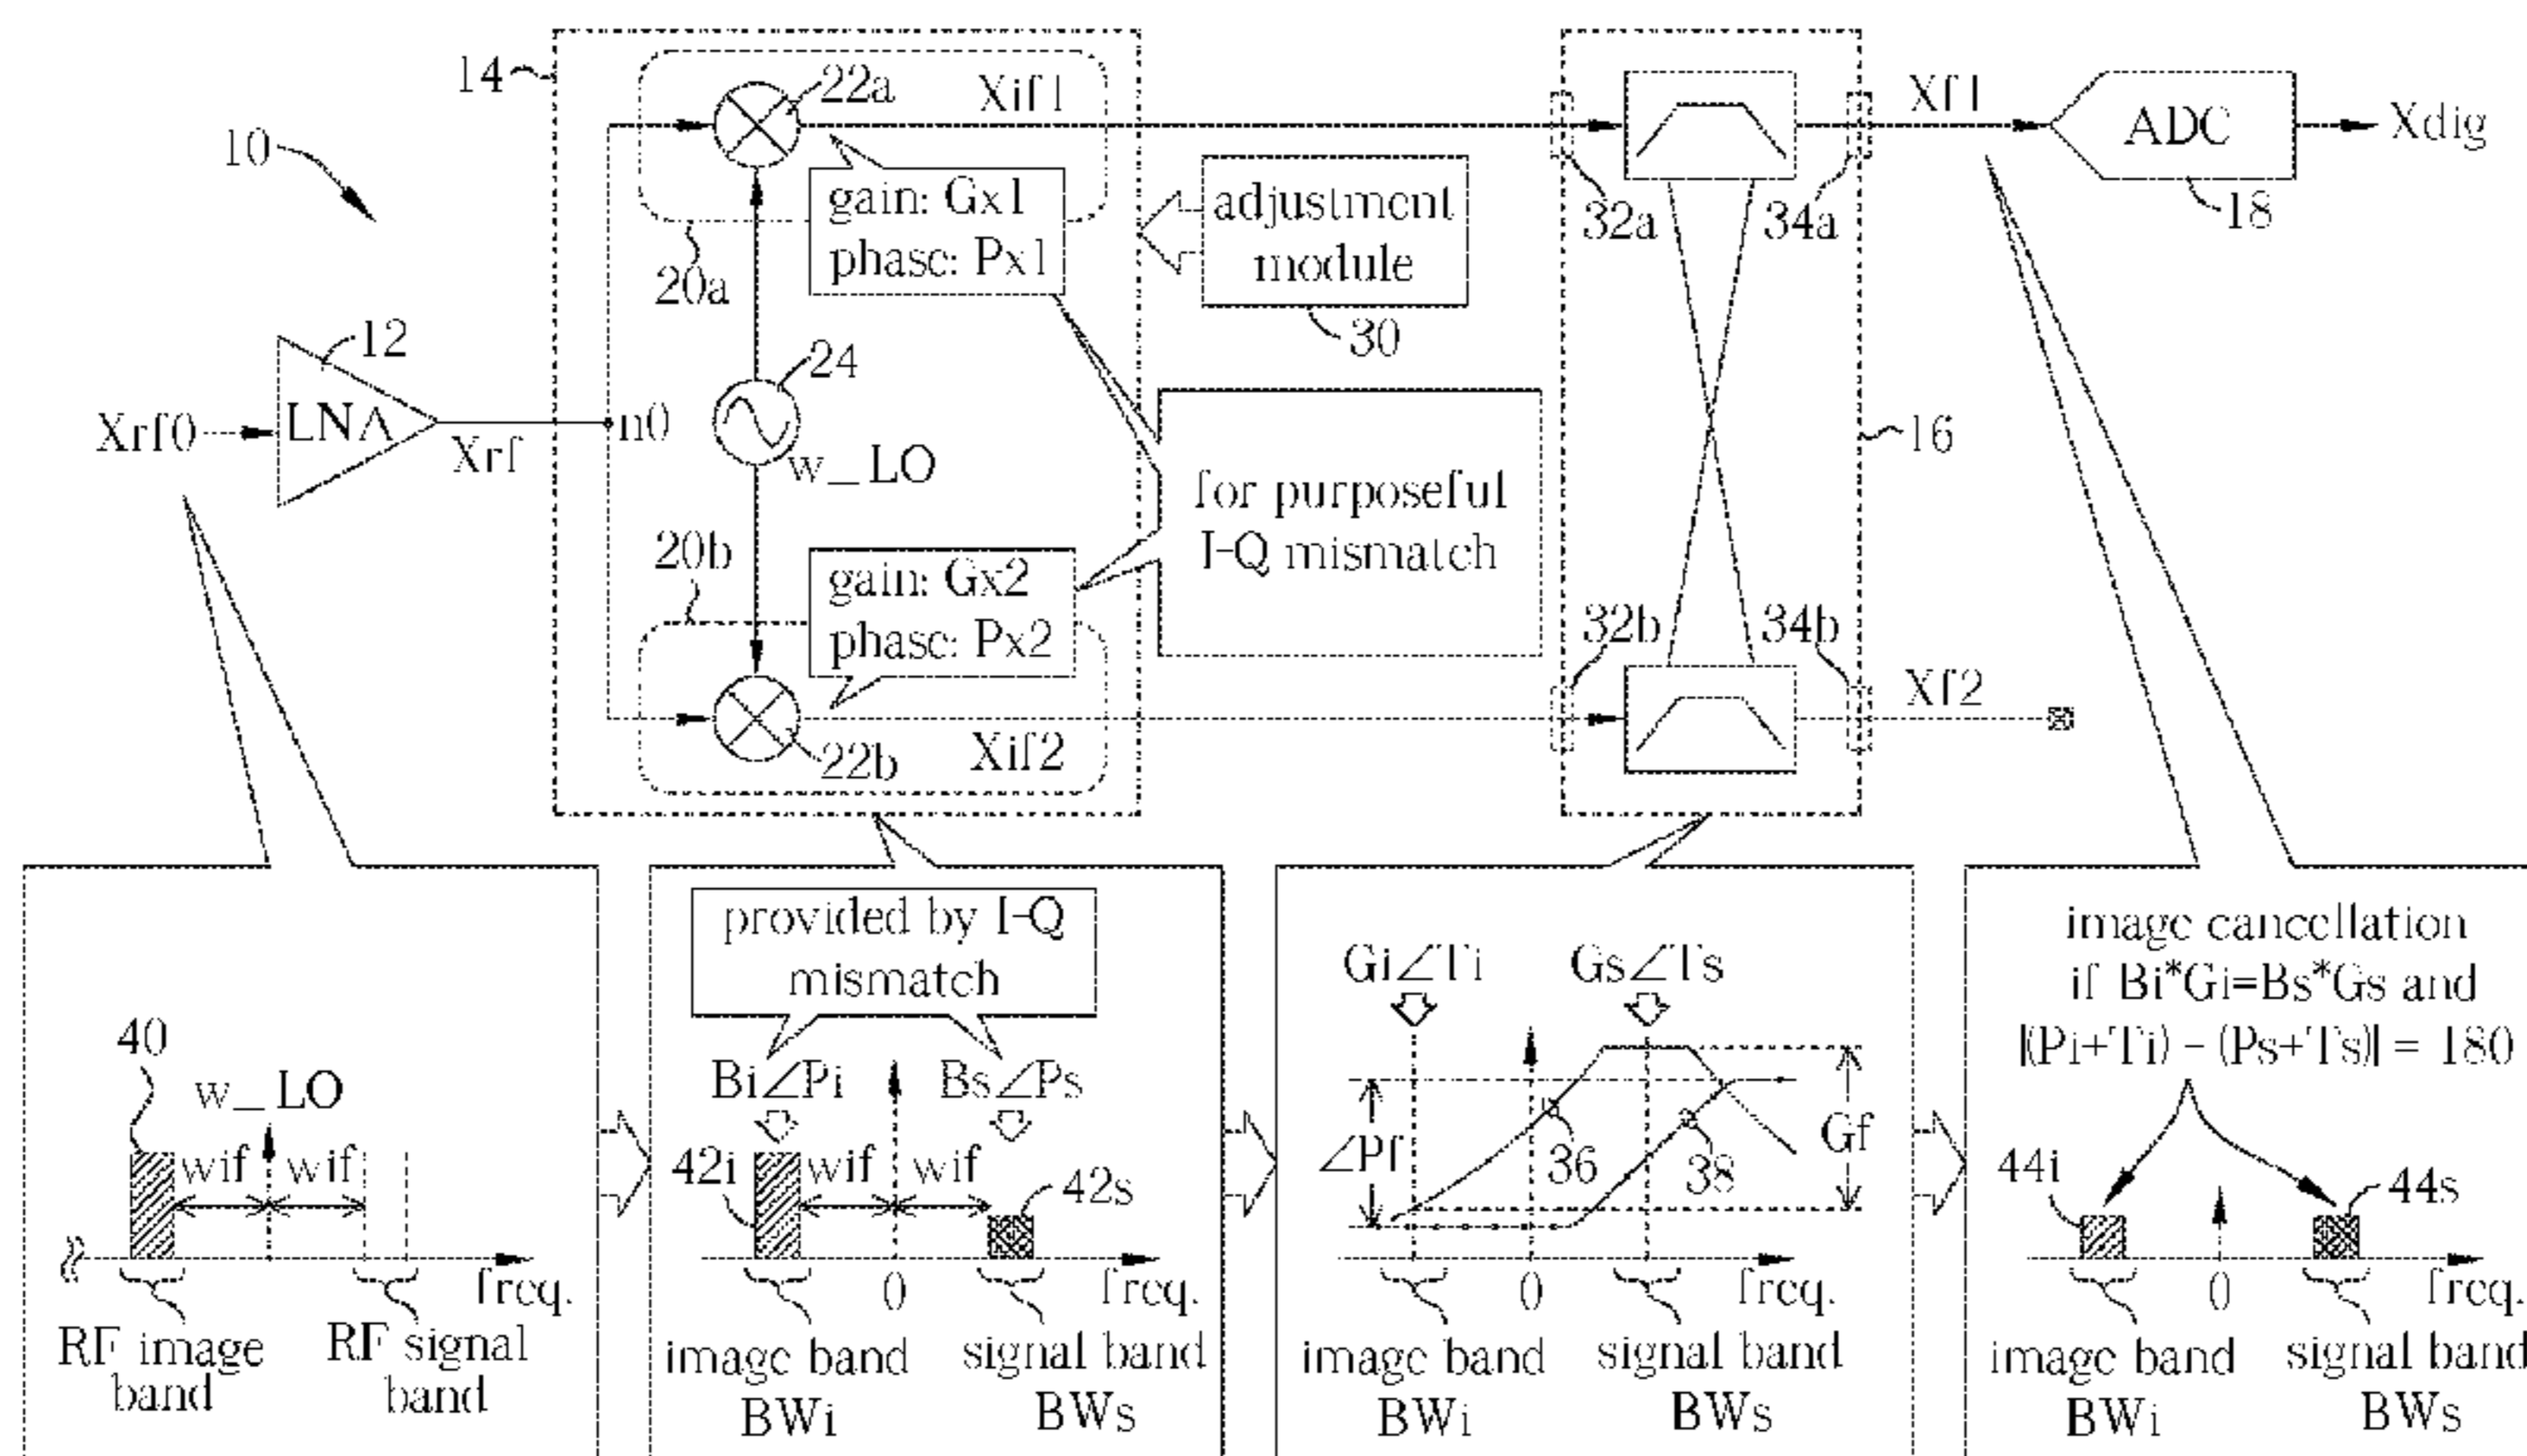 10
14
22a
Xif1
gain: Gx1
phase: Px1
20a
adjustment
module
30
32a
34a
Xf1
ADC
18
Xdig
Xrf0
12
LNA
Xrf
n0
24
w_LO
for purposeful
I-Q mismatch
16
20b
gain: Gx2
phase: Px2
22b
Xif2
32b
34b
Xf2
40
w_LO
wif
wif
freq.
RF image
band
RF signal
band
provided by I-Q
mismatch
Bi∠Pi
Bs∠Ps
42i
wif
wif
42s
0
freq.
image band
BWi
signal band
BWs
Gi∠Ti
Gs∠Ts
∠Pf
36
38
Gf
0
freq.
image band
BWi
signal band
BWs
image cancellation
if Bi*Gi=Bs*Gs and
|(Pi+Ti) - (Ps+Ts)| = 180
44i
44s
0
freq.
image band
BWi
signal band
BWs